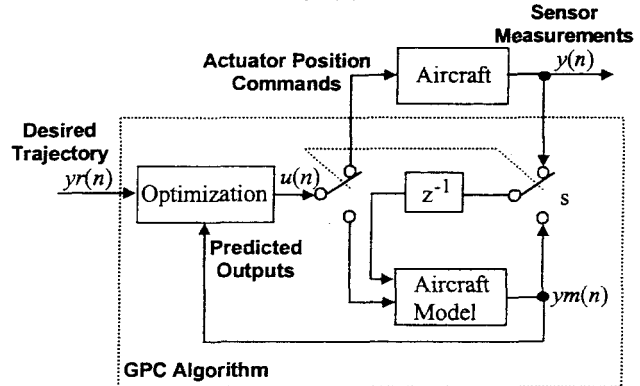 Sensor
Measurements
Actuator Position
Commands
Aircraft
y(n)
Desired
Trajectory
yr(n)
Optimization
u(n)
z⁻¹
s
Predicted
Outputs
Aircraft
Model
ym(n)
GPC Algorithm